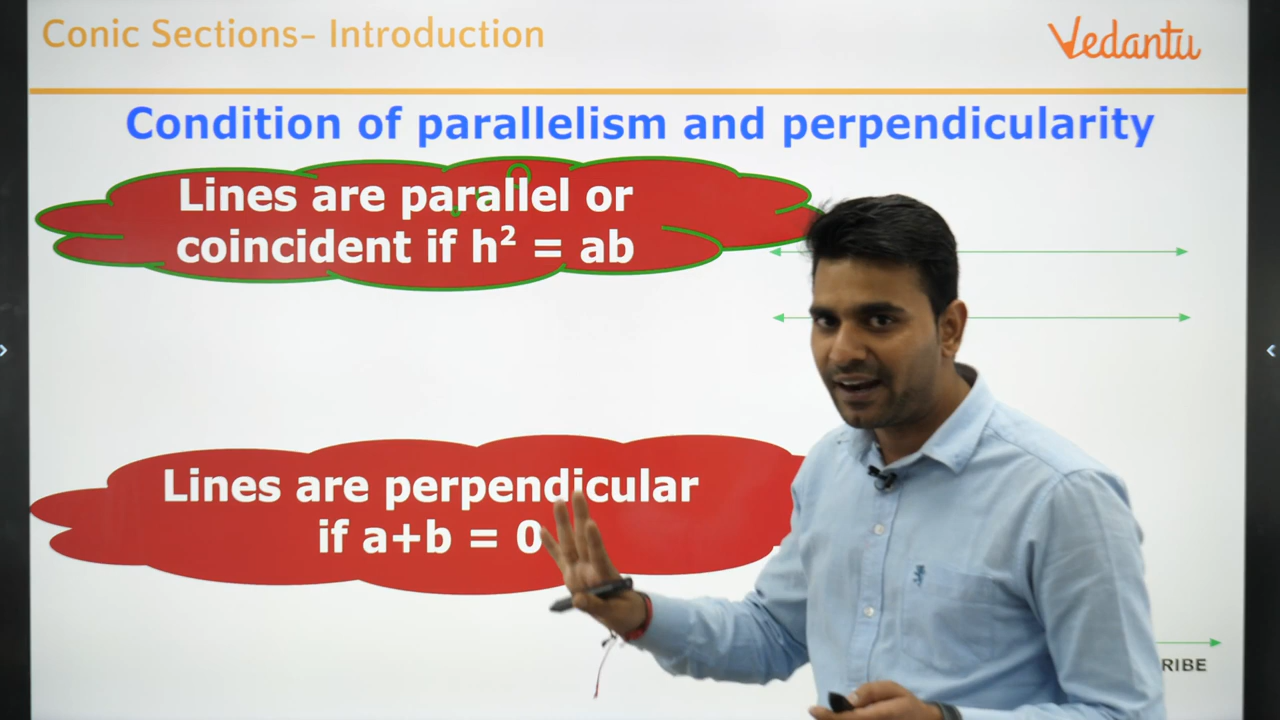 Conic Sections- Introduction
Vedantu
Condition of parallelism and perpendicularity
Lines are parallel or
coincident if h² = ab
Lines are perpendicular
if a+b = 0